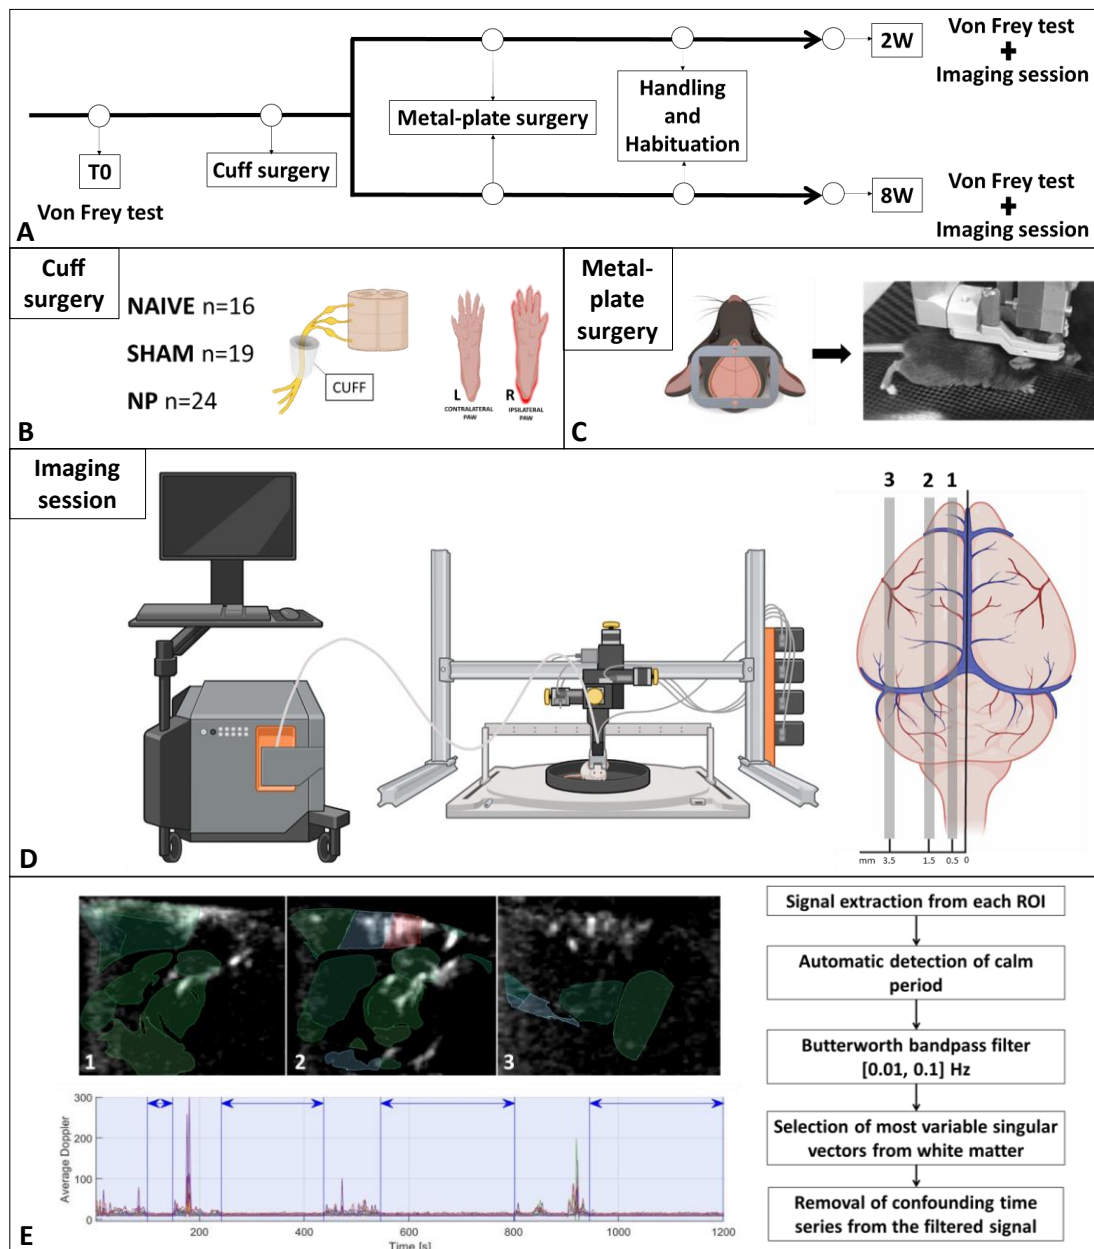 2W
Von Frey test
+
Imaging session
Metal-plate surgery
Handling
and
Habituation
T0
Von Frey test
Cuff surgery
8W
Von Frey test
+
Imaging session
A
Cuff
surgery
NAIVE n=16
SHAM n=19
NP n=24
CUFF
L
CONTRALATERAL
PAW
R
IPSILATERAL
PAW
B
Metal-
plate
surgery
C
Imaging
session
3 2 1
mm 3.5 1.5 0.5 0
D
1
2
3
Average Doppler
300
200
100
0
200 400 600 800 1000 1200
Time [s]
E
Signal extraction from each ROI
Automatic detection of calm
period
Butterworth bandpass filter
[0.01, 0.1] Hz
Selection of most variable singular
vectors from white matter
Removal of confounding time
series from the filtered signal